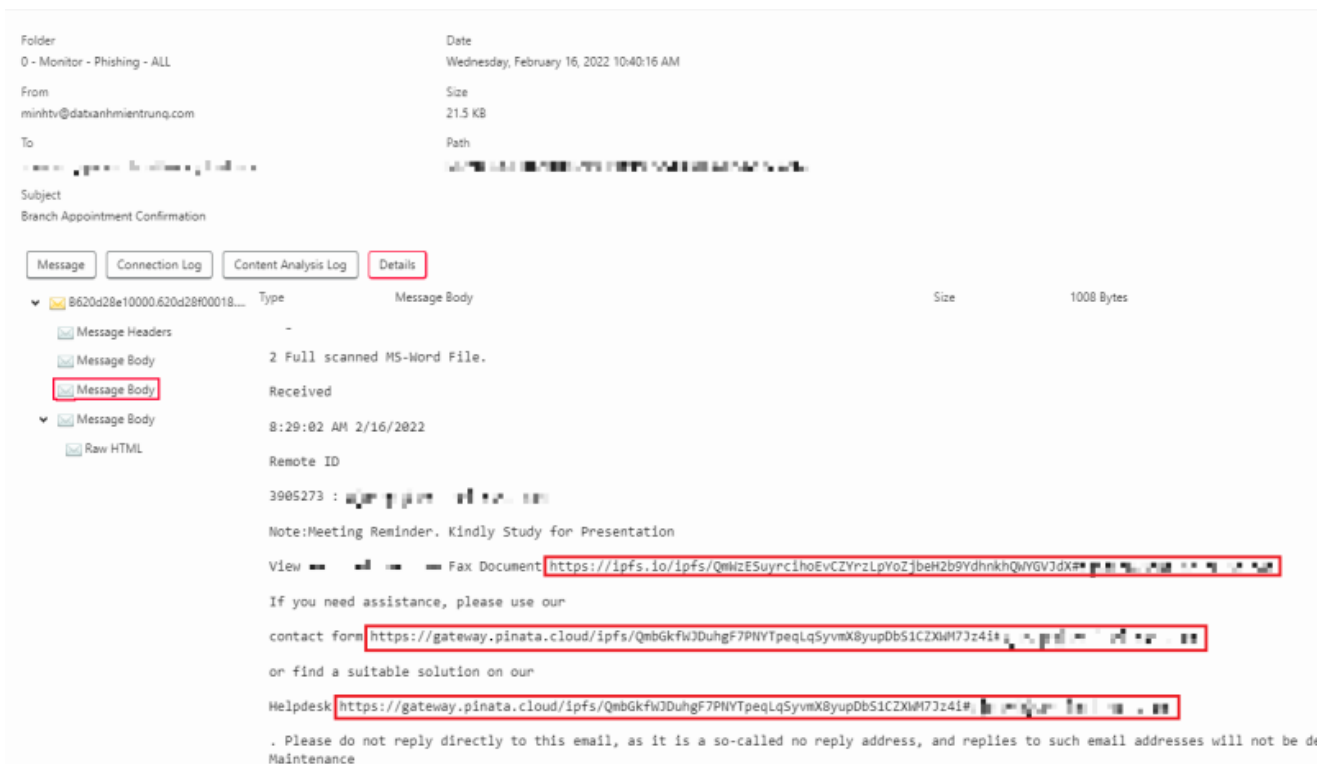 Folder
Date
0 - Monitor - Phishing - ALL
Wednesday, February 16, 2022 10:40:16 AM
From
Size
minhtv@datxanhmientrung.com
21.5 KB
To
Path
Subject
Branch Appointment Confirmation
Message
Connection Log
Content Analysis Log
Details
B620d28e10000.620d28f00018....
Type
Message Body
Size
1008 Bytes
Message Headers
-
Message Body
2 Full scanned MS-Word File.
Message Body
Received
Message Body
8:29:02 AM 2/16/2022
Raw HTML
Remote ID
3905273 :
Note:Meeting Reminder. Kindly Study for Presentation
View Fax Document https://ipfs.io/ipfs/QmWzESuyrcihoEvCZYrzLpYoZjbeH2b9YdhnkhQWYGVJdX#
If you need assistance, please use our
contact form https://gateway.pinata.cloud/ipfs/QmbGkfWJDuhgF7PNYTpeqLqSyvmX8yupDbS1CZXWM7Jz4i#
or find a suitable solution on our
Helpdesk https://gateway.pinata.cloud/ipfs/QmbGkfWJDuhgF7PNYTpeqLqSyvmX8yupDbS1CZXWM7Jz4i#
. Please do not reply directly to this email, as it is a so-called no reply address, and replies to such email addresses will not be de
Maintenance